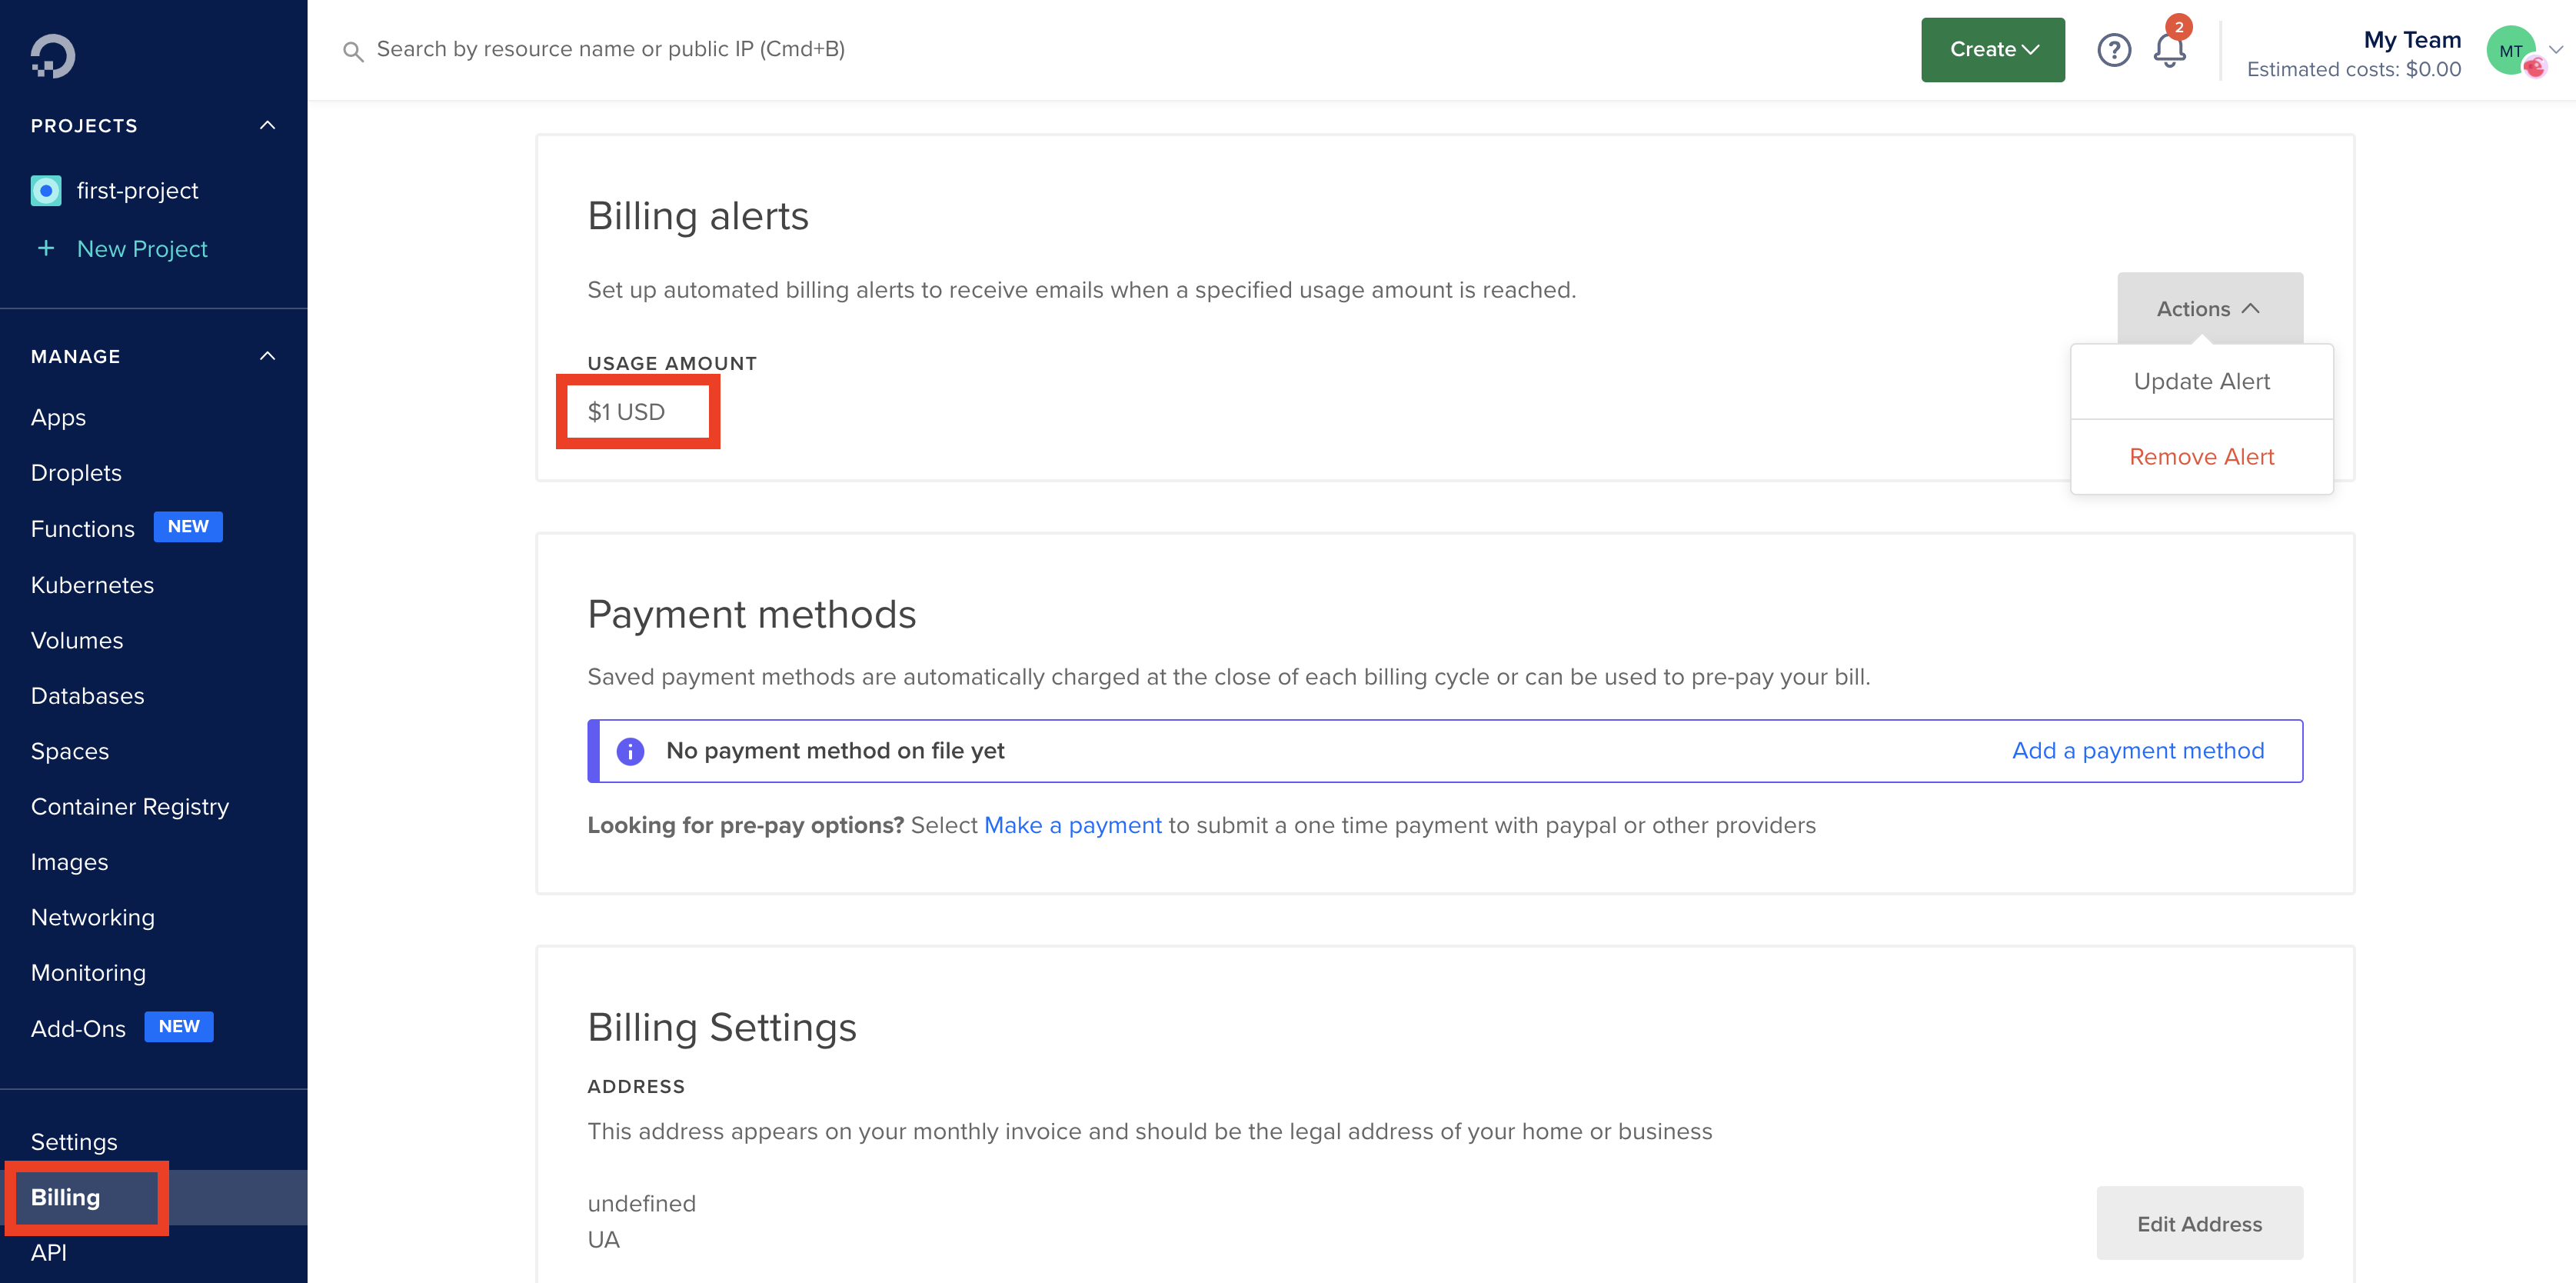 Search by resource name or public IP (Cmd+B)
Create
2
My Team
Estimated costs: $0.00
MT
PROJECTS
first-project
+ New Project
MANAGE
Apps
Droplets
Functions NEW
Kubernetes
Volumes
Databases
Spaces
Container Registry
Images
Networking
Monitoring
Add-Ons NEW
Settings
Billing
API
Billing alerts
Set up automated billing alerts to receive emails when a specified usage amount is reached.
Actions
Update Alert
Remove Alert
USAGE AMOUNT
$1 USD
Payment methods
Saved payment methods are automatically charged at the close of each billing cycle or can be used to pre-pay your bill.
No payment method on file yet
Add a payment method
Looking for pre-pay options? Select Make a payment to submit a one time payment with paypal or other providers
Billing Settings
ADDRESS
This address appears on your monthly invoice and should be the legal address of your home or business
undefined
UA
Edit Address